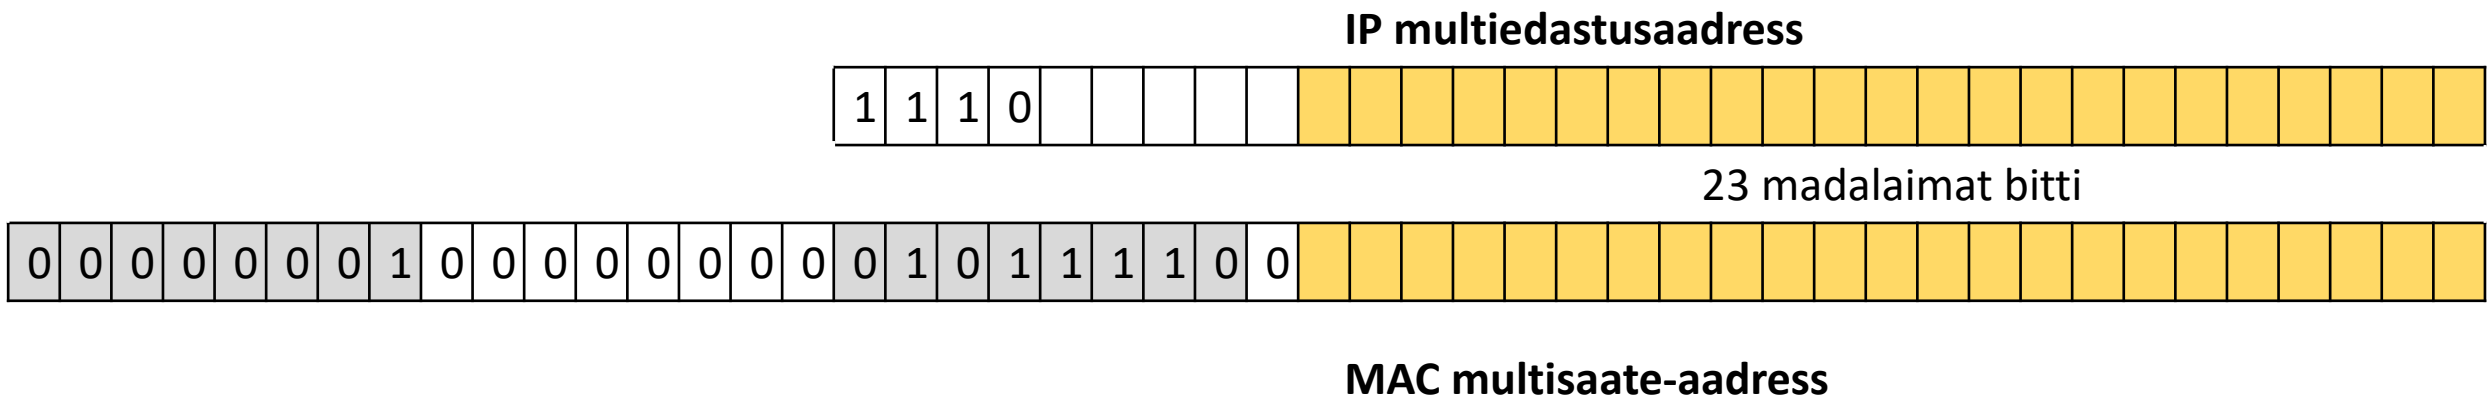 IP multiedastusaadress
1 1 1 0
23 madalaimat bitti
0 0 0 0 0 0 0 1 0 0 0 0 0 0 0 0 0 1 0 1 1 1 1 0 0
MAC multisaate-aadress